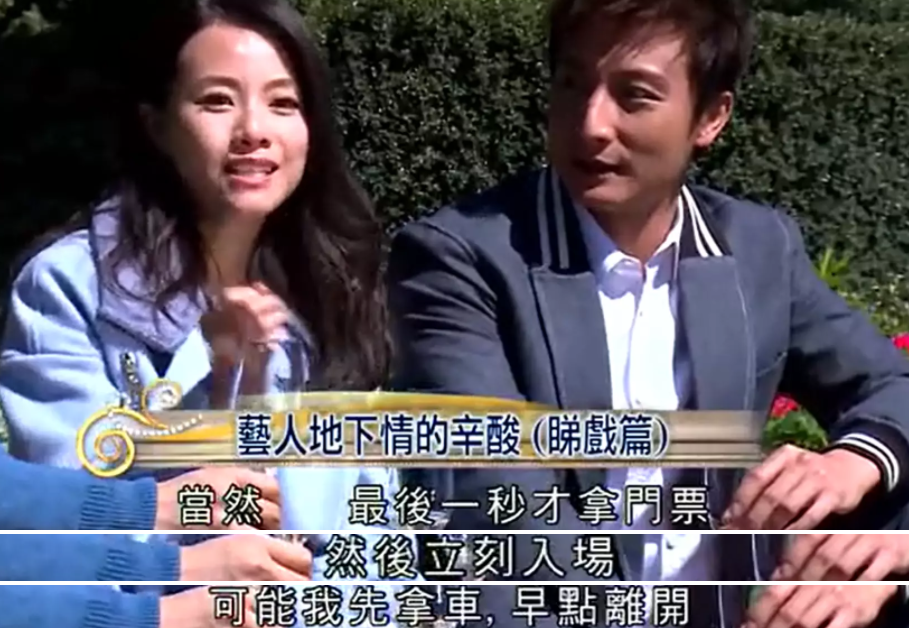 藝人地下情的辛酸 (睇戲篇)
當然　　最後一秒才拿門票
然後立刻入場
可能我先拿車, 早點離開